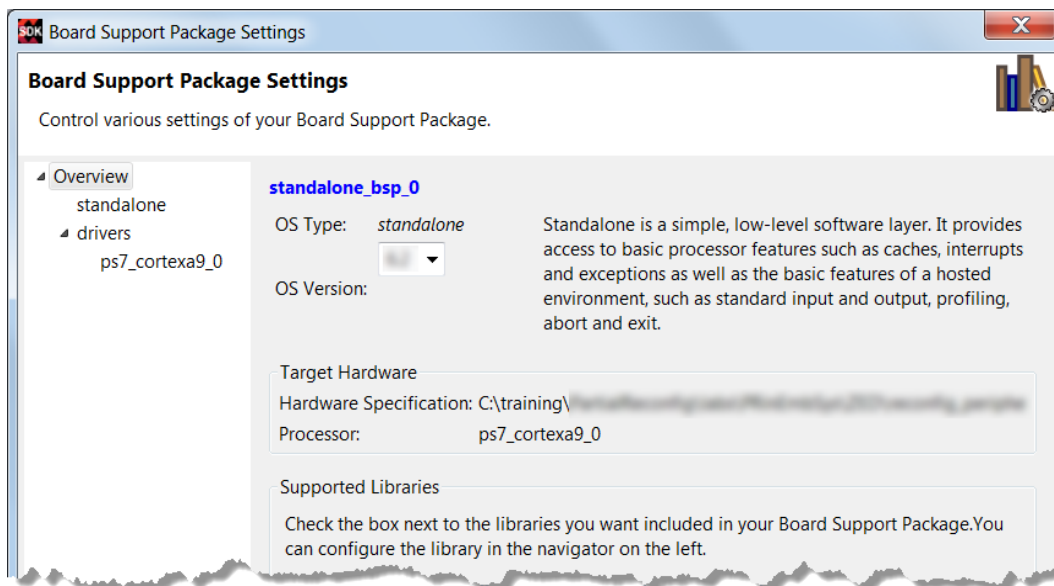 SDK Board Support Package Settings
Board Support Package Settings
Control various settings of your Board Support Package.
Overview
standalone
drivers
ps7_cortexa9_0
standalone_bsp_0
OS Type: standalone
OS Version:
Standalone is a simple, low-level software layer. It provides
access to basic processor features such as caches, interrupts
and exceptions as well as the basic features of a hosted
environment, such as standard input and output, profiling,
abort and exit.
Target Hardware
Hardware Specification: C:\training\
Processor: ps7_cortexa9_0
Supported Libraries
Check the box next to the libraries you want included in your Board Support Package.You
can configure the library in the navigator on the left.